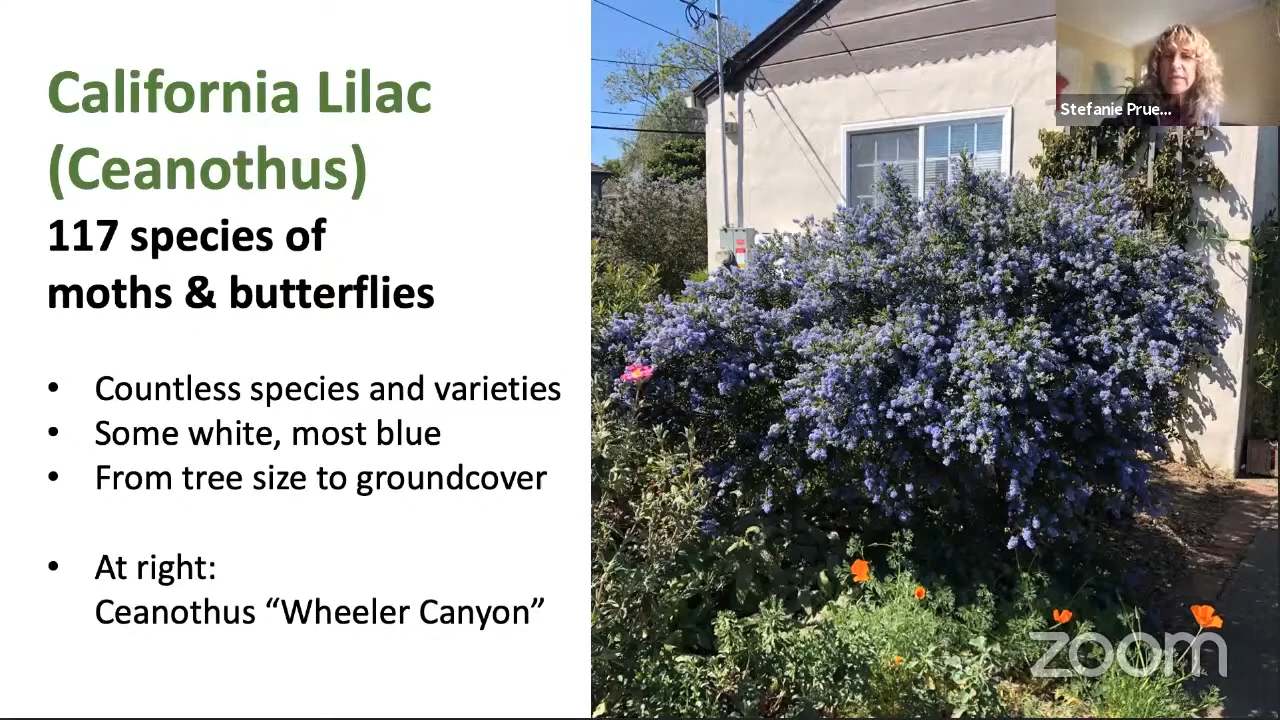 California Lilac
(Ceanothus)
117 species of
moths & butterflies
• Countless species and varieties
• Some white, most blue
• From tree size to groundcover
• At right:
Ceanothus “Wheeler Canyon”
Stefanie Prue...
zoom